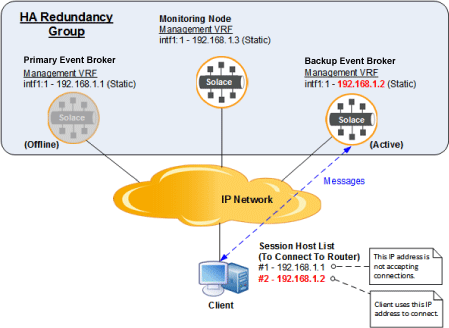 HA Redundancy
Group
Monitoring Node
Management VRF
intf1:1 - 192.168.1.3 (Static)
Primary Event Broker
Management VRF
intf1:1 - 192.168.1.1 (Static)
Backup Event Broker
Management VRF
intf1:1 - 192.168.1.2 (Static)
Solace
Solace
Solace
(Offline)
(Active)
Messages
IP Network
Session Host List
(To Connect To Router)
#1 - 192.168.1.1
#2 - 192.168.1.2
This IP address is
not accepting
connections.
Client uses this IP
address to connect.
Client